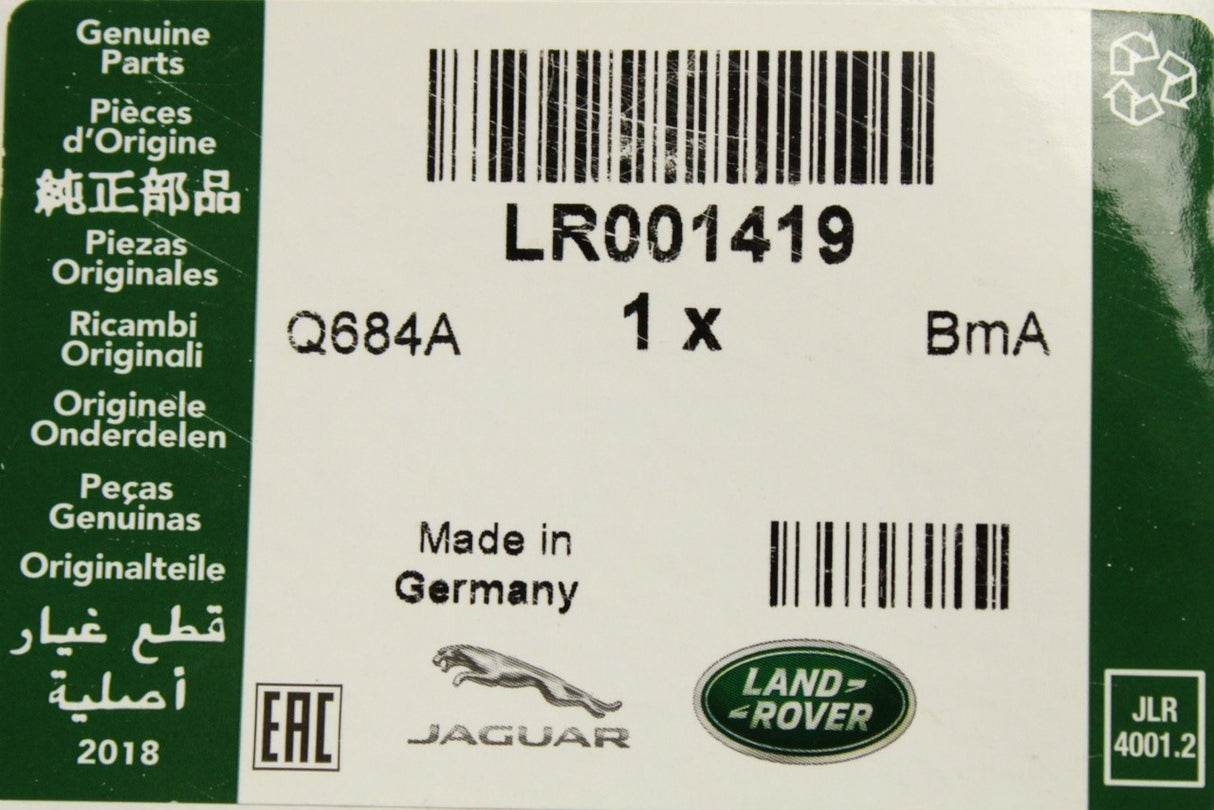 Genuine
Parts
Pièces
d'Origine
純正部品
Piezas
Originales
Ricambi
Originali
Originele
Onderdelen
Peças
Genuinas
Originalteile
قطع غيار
أصلية
2018
LR001419
Q684A 1 x BmA
Made in
Germany
EAC
JAGUAR
LAND
ROVER
JLR
4001.2